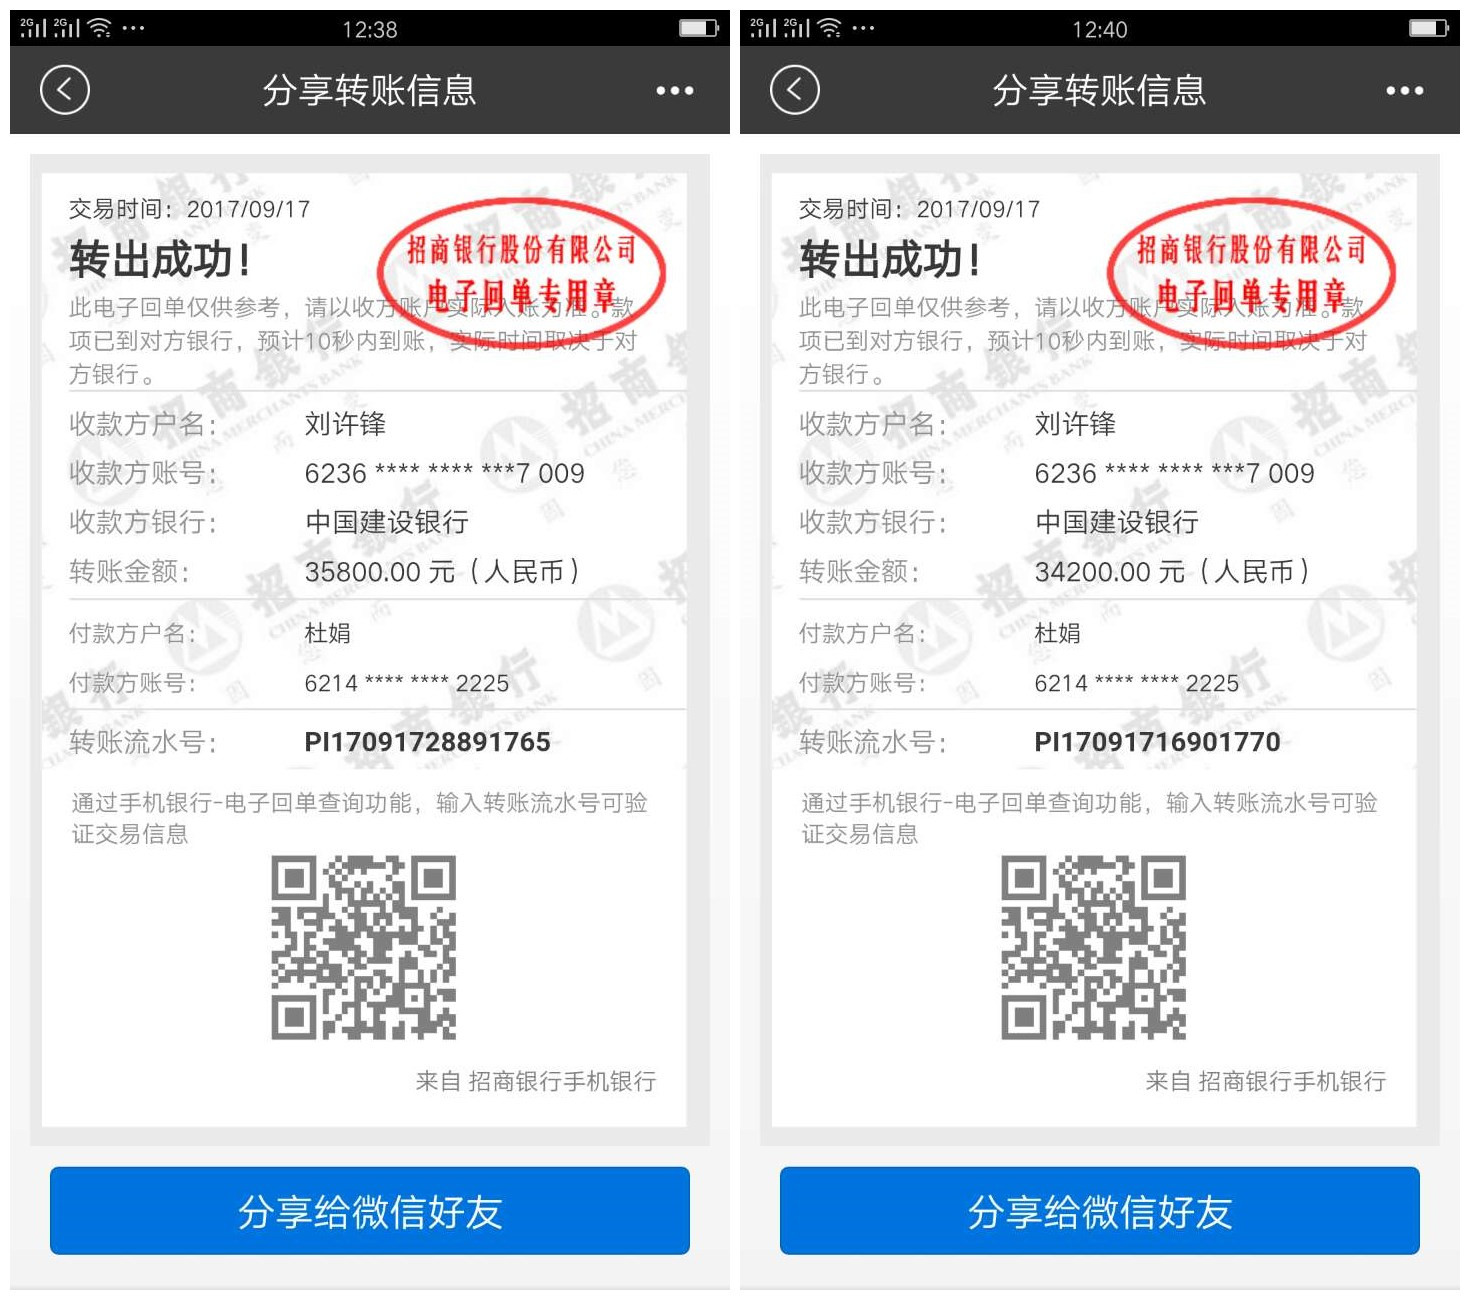 2G 2G 12:38
分享转账信息
交易时间：2017/09/17
招商银行股份有限公司
转出成功！
电子回单专用章
此电子回单仅供参考，请以收方账户实际入账为准。款
项已到对方银行，预计10秒内到账，实际时间取决于对
方银行。
收款方户名： 刘许锋
收款方账号： 6236 **** **** ***7 009
收款方银行： 中国建设银行
转账金额： 35800.00 元（人民币）
付款方户名： 杜娟
付款方账号： 6214 **** **** 2225
转账流水号： PI17091728891765
通过手机银行-电子回单查询功能，输入转账流水号可验
证交易信息
来自 招商银行手机银行
分享给微信好友
2G 2G 12:40
分享转账信息
交易时间：2017/09/17
招商银行股份有限公司
转出成功！
电子回单专用章
此电子回单仅供参考，请以收方账户实际入账为准。款
项已到对方银行，预计10秒内到账，实际时间取决于对
方银行。
收款方户名： 刘许锋
收款方账号： 6236 **** **** ***7 009
收款方银行： 中国建设银行
转账金额： 34200.00 元（人民币）
付款方户名： 杜娟
付款方账号： 6214 **** **** 2225
转账流水号： PI17091716901770
通过手机银行-电子回单查询功能，输入转账流水号可验
证交易信息
来自 招商银行手机银行
分享给微信好友